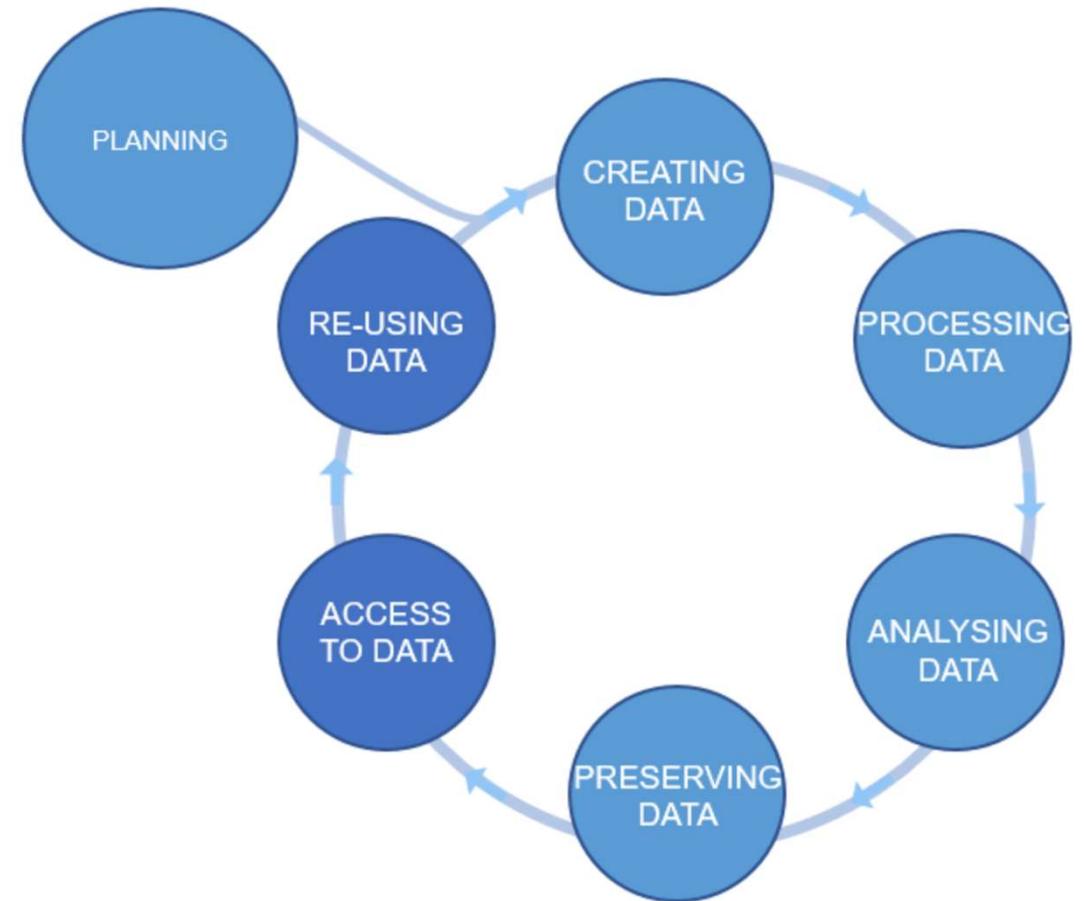 PLANNING
CREATING
DATA
PROCESSING
DATA
ANALYSING
DATA
PRESERVING
DATA
ACCESS
TO DATA
RE-USING
DATA